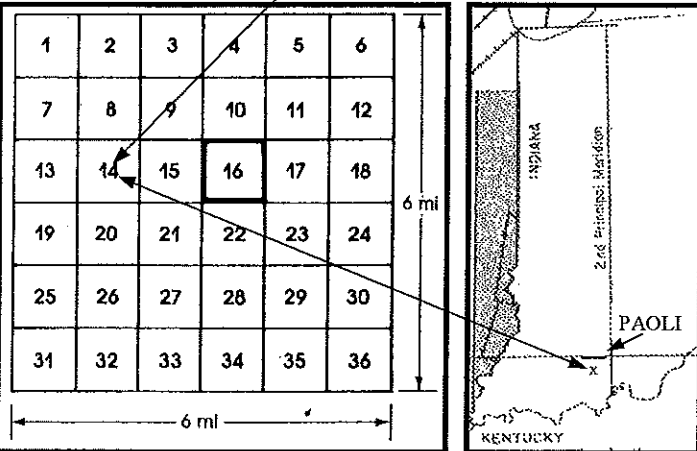 1 2 3 4 5 6
7 8 9 10 11 12
13 14 15 16 17 18
19 20 21 22 23 24
25 26 27 28 29 30
31 32 33 34 35 36
6 mi
6 mi
INDIANA
2nd Principal Meridian
PAOLI
x
KENTUCKY